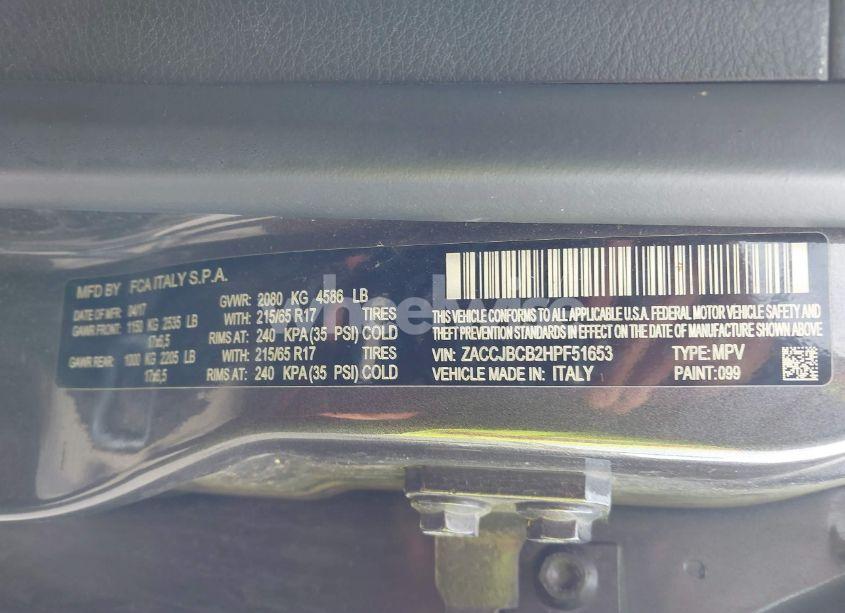 MFD BY FCA ITALY S.P.A.
DATE OF MFR: 04/17 GVWR: 2080 KG 4586 LB
GAWR FRONT: 1150 KG 2535 LB WITH: 215/65 R17 TIRES
17x6,5 RIMS AT: 240 KPA (35 PSI) COLD
GAWR REAR: 1000 KG 2205 LB WITH: 215/65 R17 TIRES
17x6,5 RIMS AT: 240 KPA (35 PSI) COLD
THIS VEHICLE CONFORMS TO ALL APPLICABLE U.S.A. FEDERAL MOTOR VEHICLE SAFETY AND
THEFT PREVENTION STANDARDS IN EFFECT ON THE DATE OF MANUFACTURE SHOWN ABOVE.
VIN: ZACCJBCB2HPF51653 TYPE: MPV
VEHICLE MADE IN: ITALY PAINT: 099
wheelwire